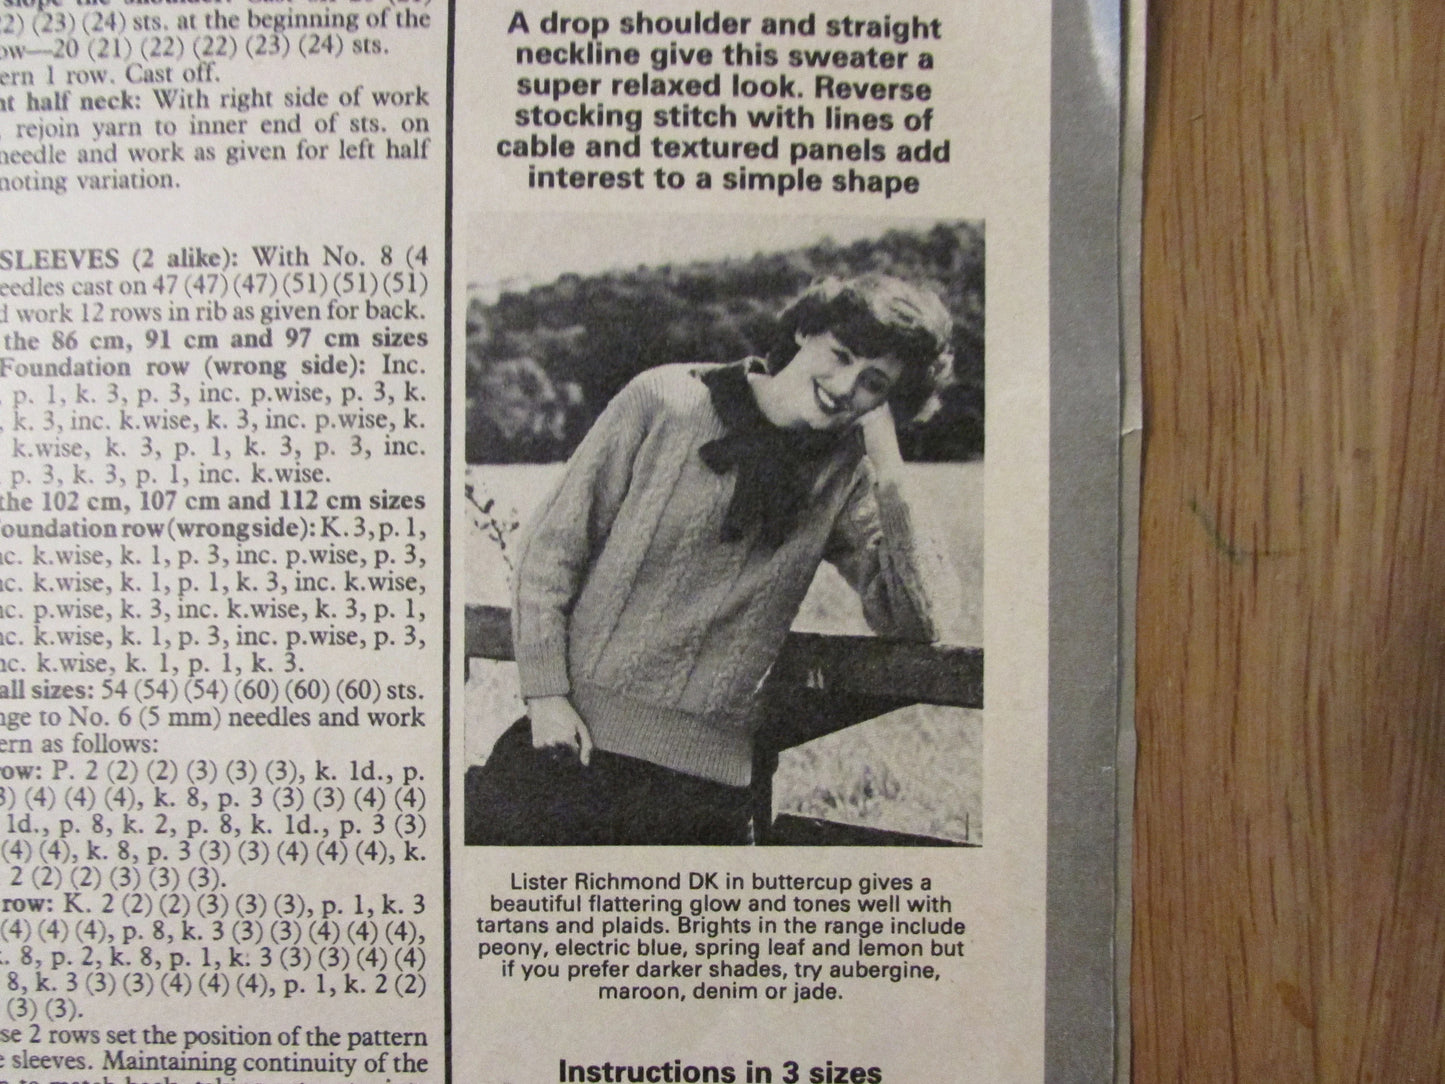 slope the shoulder: Cast off 20 (21)
(22) (23) (24) sts. at the beginning of the
row—20 (21) (22) (22) (23) (24) sts.
ern 1 row. Cast off.
half neck: With right side of work
, rejoin yarn to inner end of sts. on
needle and work as given for left half
noting variation.
SLEEVES (2 alike): With No. 8 (4
eedles cast on 47 (47) (47) (51) (51) (51)
work 12 rows in rib as given for back.
the 86 cm, 91 cm and 97 cm sizes
Foundation row (wrong side): Inc.
, p. 1, k. 3, p. 3, inc. p.wise, p. 3, k.
, k. 3, inc. k.wise, k. 3, inc. p.wise, k.
k.wise, k. 3, p. 1, k. 3, p. 3, inc.
p. 3, k. 3, p. 1, inc. k.wise.
the 102 cm, 107 cm and 112 cm sizes
oundation row (wrong side): K. 3, p. 1,
nc. k.wise, k. 1, p. 3, inc. p.wise, p. 3,
nc. k.wise, k. 1, p. 1, k. 3, inc. k.wise,
nc. p.wise, k. 3, inc. k.wise, k. 3, p. 1,
nc. k.wise, k. 1, p. 3, inc. p.wise, p. 3,
nc. k.wise, k. 1, p. 1, k. 3.
all sizes: 54 (54) (54) (60) (60) (60) sts.
nge to No. 6 (5 mm) needles and work
ern as follows:
row: P. 2 (2) (2) (3) (3) (3), k. 1d., p.
3) (4) (4) (4), k. 8, p. 3 (3) (3) (4) (4)
1d., p. 8, k. 2, p. 8, k. 1d., p. 3 (3)
(4) (4), k. 8, p. 3 (3) (3) (4) (4) (4), k.
2 (2) (2) (3) (3) (3).
row: K. 2 (2) (2) (3) (3) (3), p. 1, k. 3
(4) (4) (4), p. 8, k. 3 (3) (3) (4) (4) (4),
k. 8, p. 2, k. 8, p. 1, k. 3 (3) (3) (4) (4)
8, k. 3 (3) (3) (4) (4) (4), p. 1, k. 2 (2)
(3) (3).
se 2 rows set the position of the pattern
sleeves. Maintaining continuity of the
A drop shoulder and straight
neckline give this sweater a
super relaxed look. Reverse
stocking stitch with lines of
cable and textured panels add
interest to a simple shape
Lister Richmond DK in buttercup gives a
beautiful flattering glow and tones well with
tartans and plaids. Brights in the range include
peony, electric blue, spring leaf and lemon but
if you prefer darker shades, try aubergine,
maroon, denim or jade.
Instructions in 3 sizes